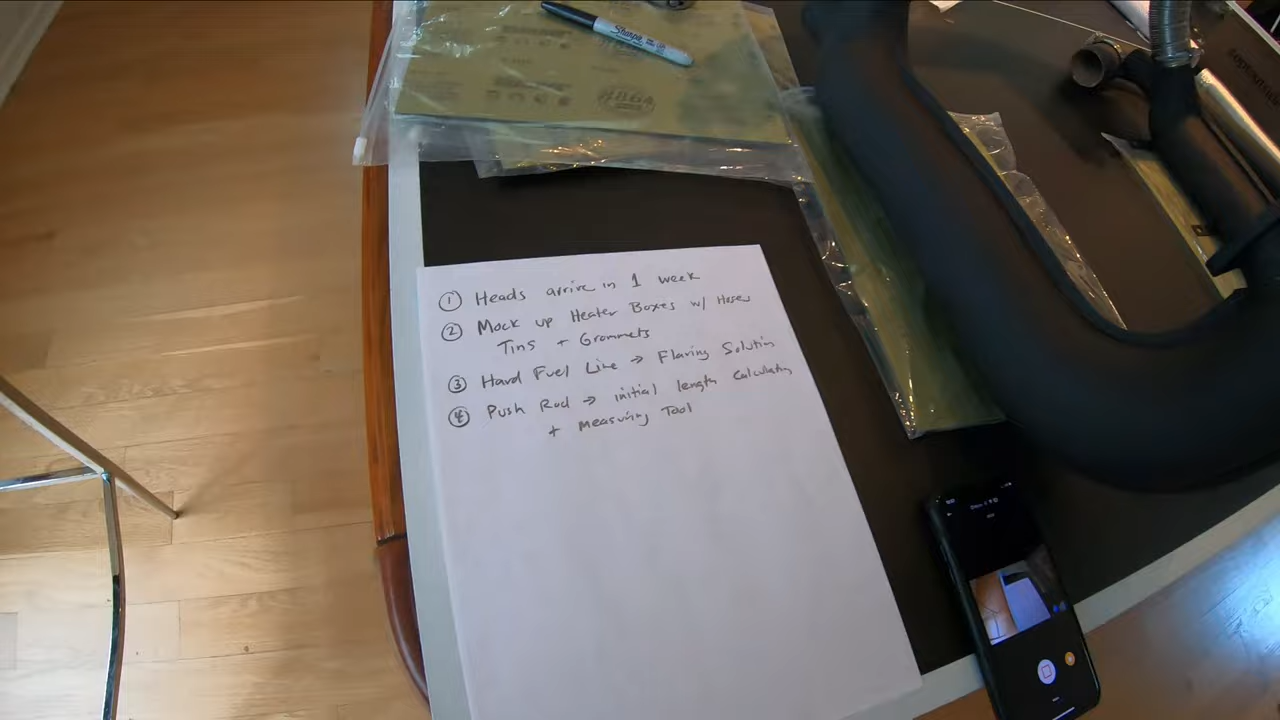 Sharpie
① Heads arrive in 1 week
② Mock up Heater Boxes w/ Hoses
Tins + Grommets
③ Hard Fuel Line → Flaring Solution
④ Push Rod → initial length calculation
+ measuring Tool